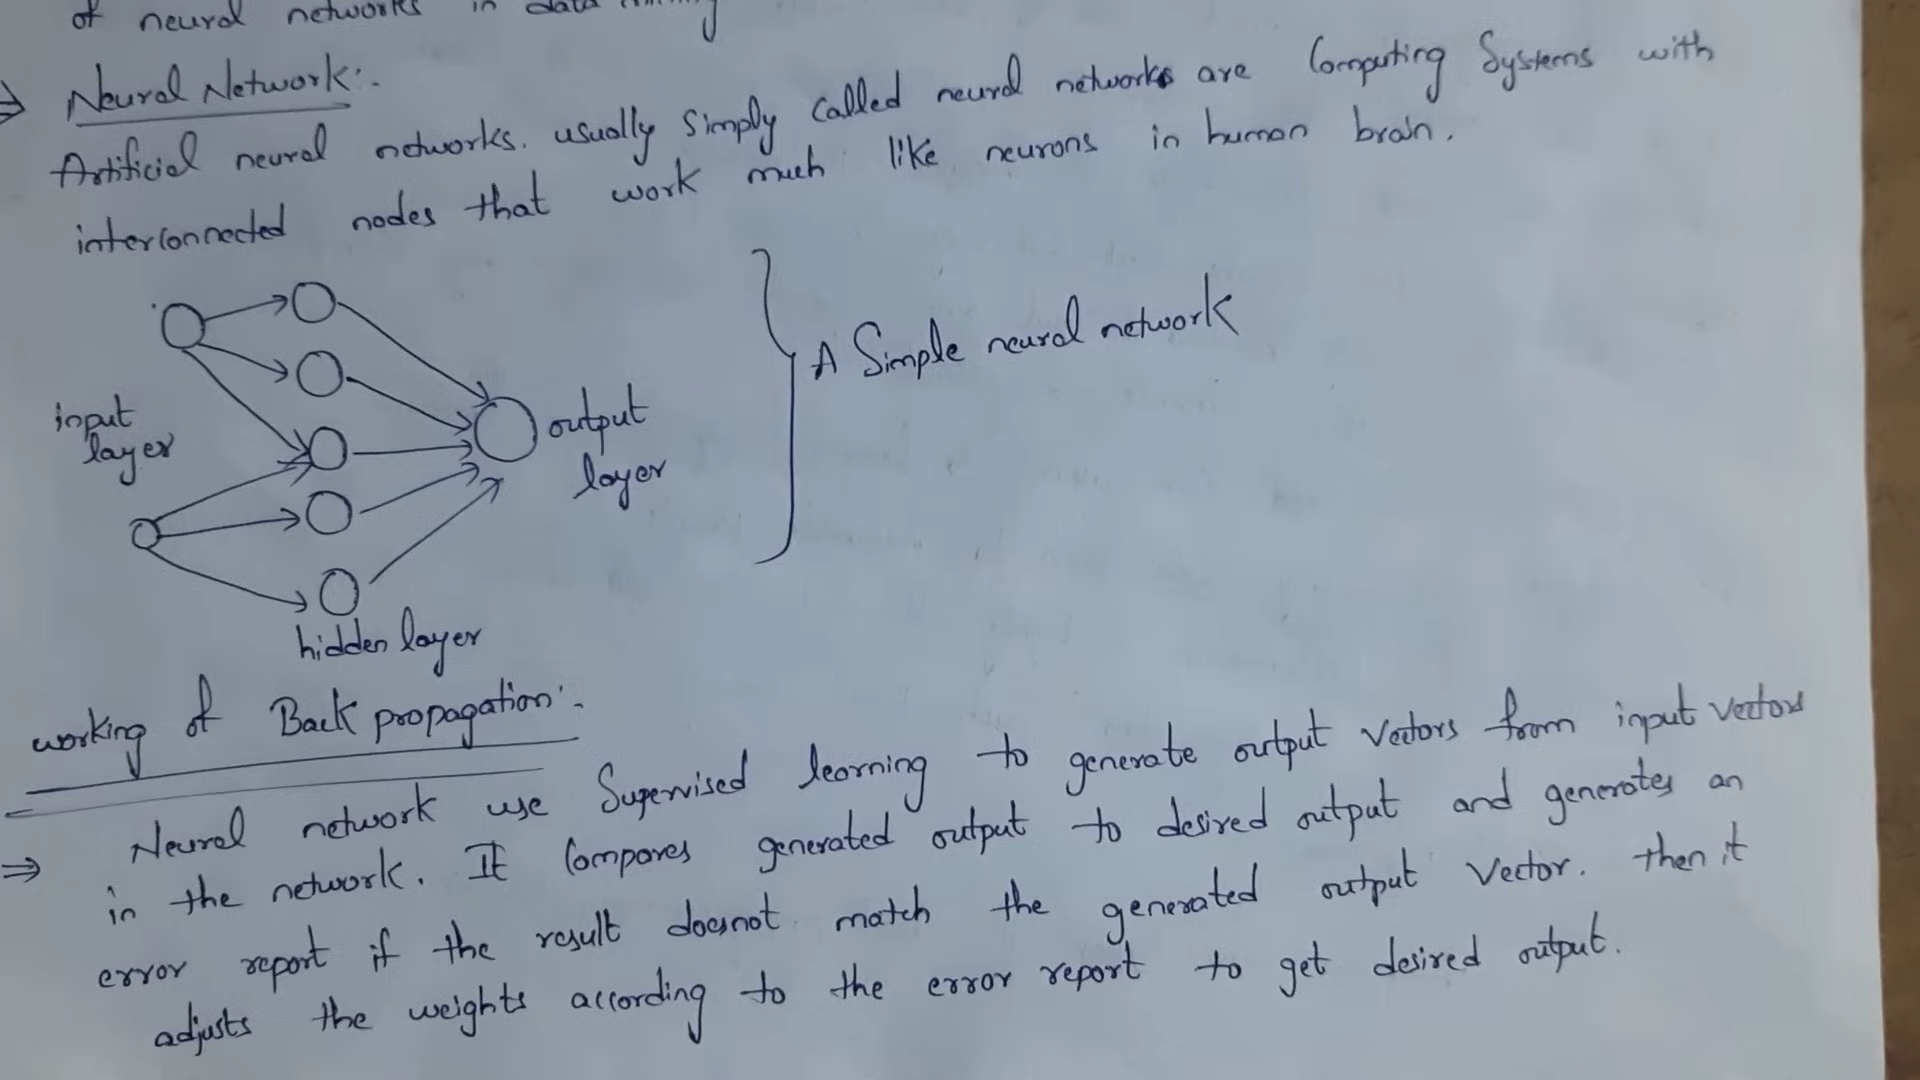 of neural networks in data mining
⇒ Neural Network:-
Artificial neural networks. usually simply called neural networks are Computing Systems with
interconnected nodes that work much like neurons in human brain.
input
layer
output
layer
hidden layer
A Simple neural network
working of Back propagation:-
⇒ Neural network use Supervised learning to generate output vectors from input vectors
in the network. It Compares generated output to desired output and generates an
error report if the result doesnot match the generated output Vector. then it
adjusts the weights according to the error report to get desired output.